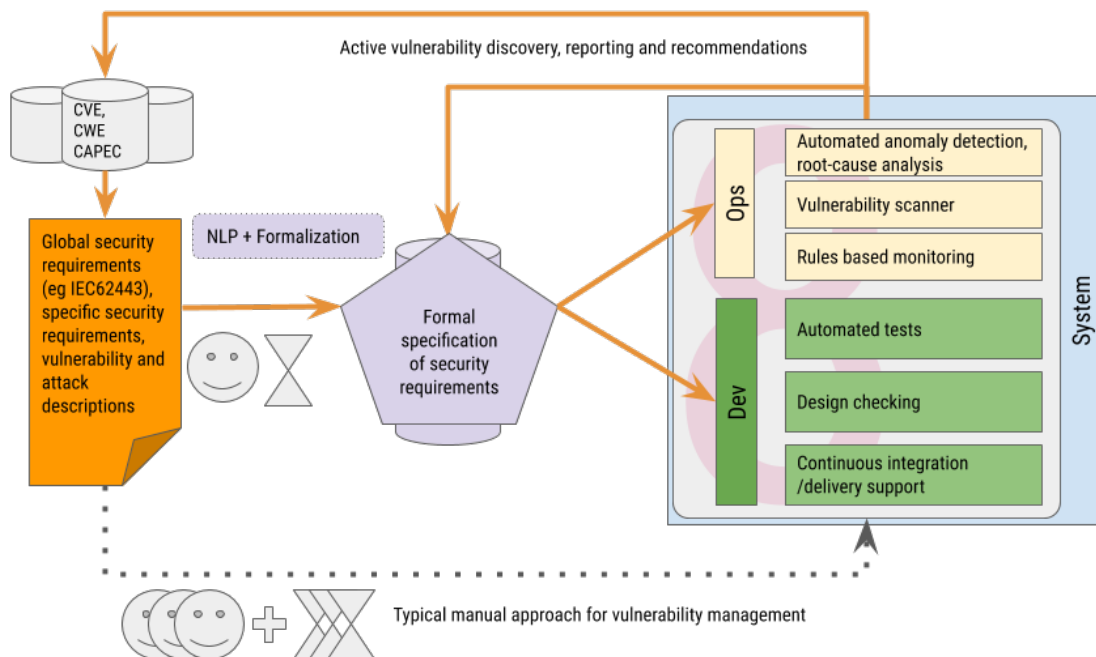 Active vulnerability discovery, reporting and recommendations
CVE,
CWE
CAPEC
Global security
requirements
(eg IEC62443),
specific security
requirements,
vulnerability and
attack
descriptions
NLP + Formalization
Formal
specification
of security
requirements
Ops
Automated anomaly detection,
root-cause analysis
Vulnerability scanner
Rules based monitoring
Dev
Automated tests
Design checking
Continuous integration
/delivery support
System
Typical manual approach for vulnerability management